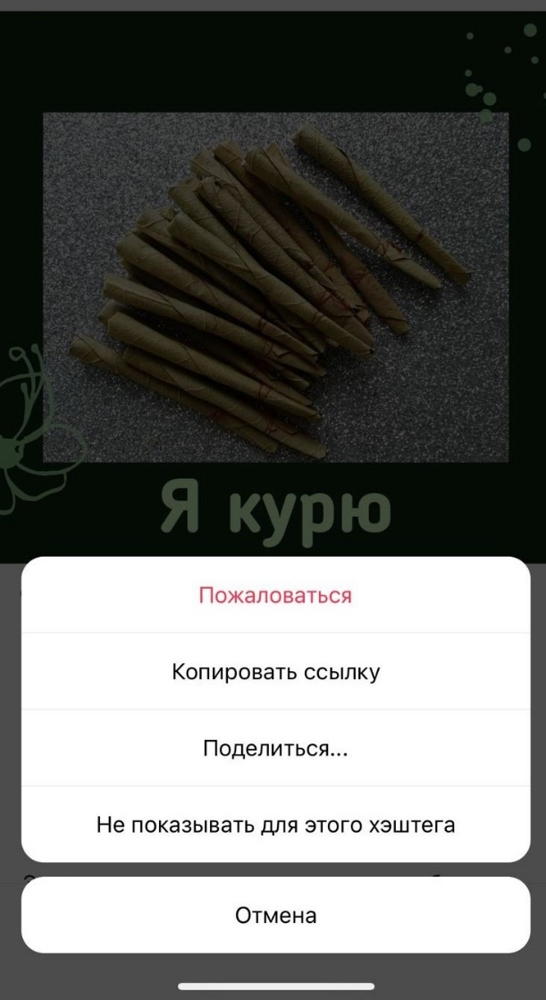 Я курю
Пожаловаться
Копировать ссылку
Поделиться...
Не показывать для этого хэштега
Отмена